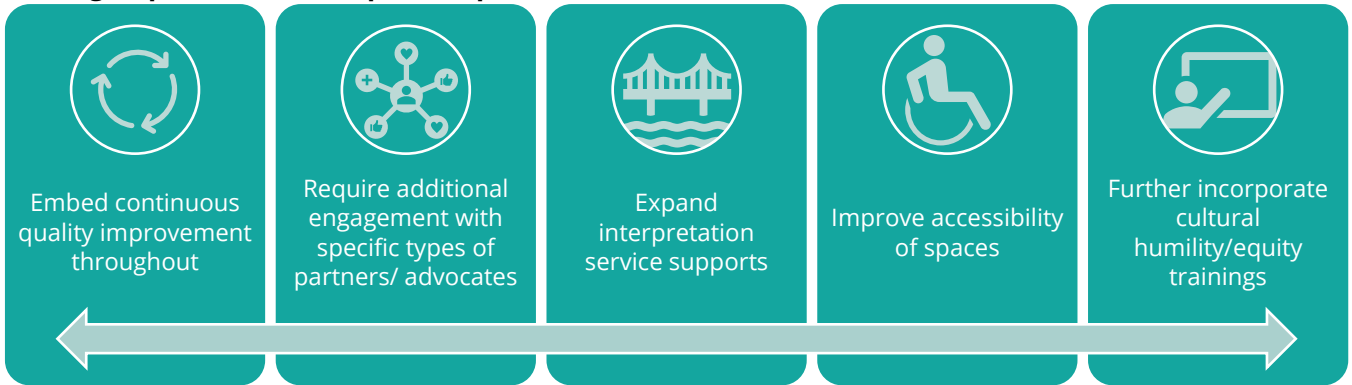 Embed continuous
quality improvement
throughout
Require additional
engagement with
specific types of
partners/ advocates
Expand
interpretation
service supports
Improve accessibility
of spaces
Further incorporate
cultural
humility/equity
trainings